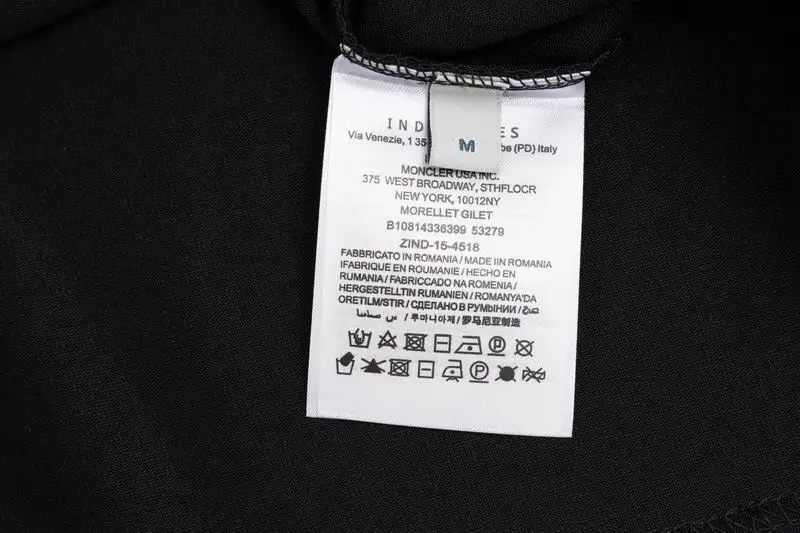 IND ES
Via Venezie, 1 35 be (PD) Italy
M
MONCLER USA INC.
375 WEST BROADWAY, STHFLOCR
NEW YORK, 10012NY
MORELLET GILET
B10814336399 53279
ZIND-15-4518
FABBRICATO IN ROMANIA / MADE IIN ROMANIA
IFABRIQUE EN ROUMANIE / HECHO EN
RUMANIA / FABRICCADO NA ROMENIA /
HERGESTELLTIN RUMANIEN / ROMANYA'DA
ORETILM/STIR / СДЕЛАНО В РУМЫНИИ /
/ 루마니아제 / 罗马尼亚制造